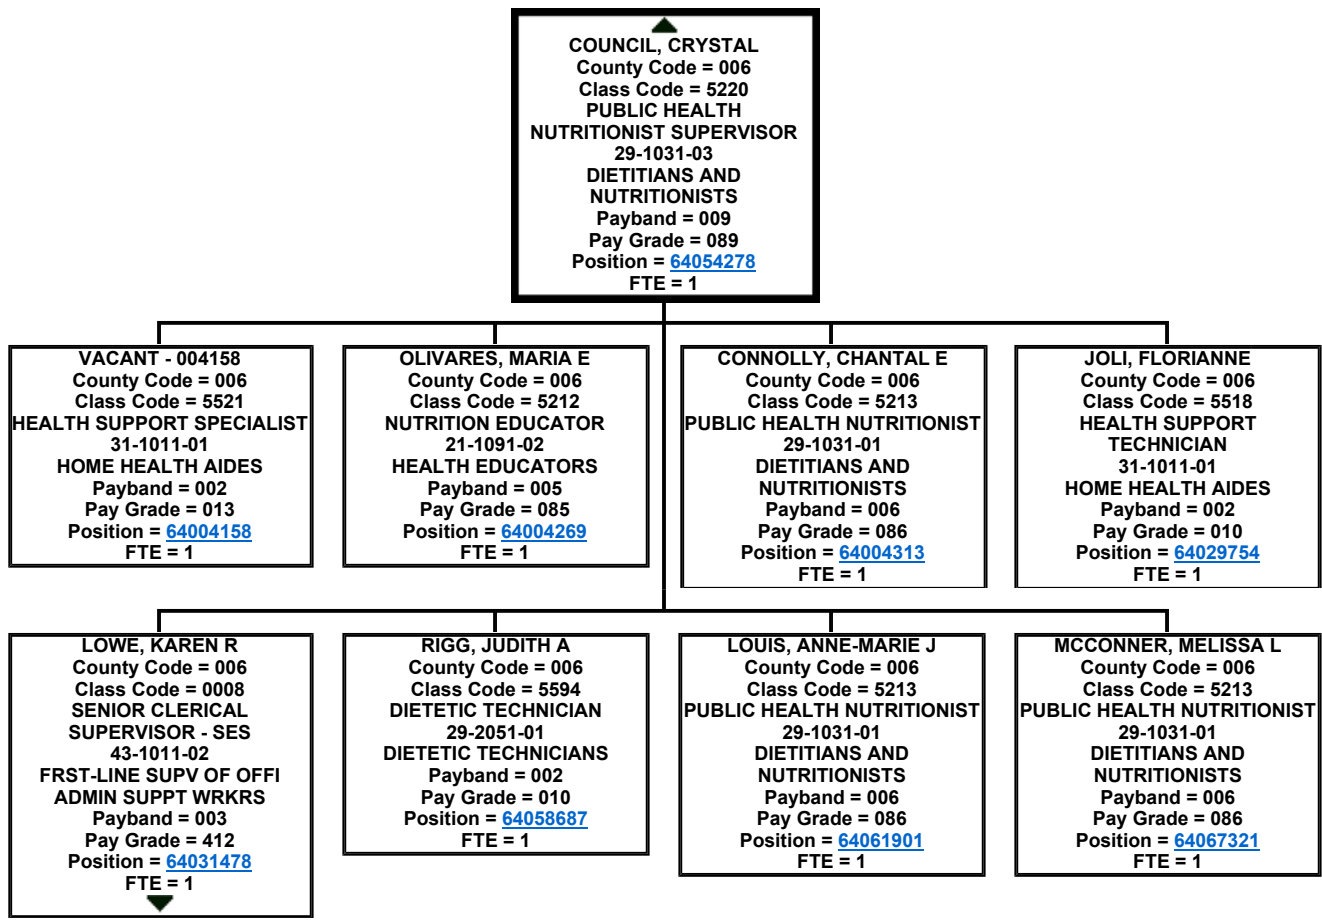 COUNCIL, CRYSTAL
County Code = 006
Class Code = 5220
PUBLIC HEALTH
NUTRITIONIST SUPERVISOR
29-1031-03
DIETITIANS AND
NUTRITIONISTS
Payband = 009
Pay Grade = 089
Position = 64054278
FTE = 1
VACANT - 004158
County Code = 006
Class Code = 5521
HEALTH SUPPORT SPECIALIST
31-1011-01
HOME HEALTH AIDES
Payband = 002
Pay Grade = 013
Position = 64004158
FTE = 1
OLIVARES, MARIA E
County Code = 006
Class Code = 5212
NUTRITION EDUCATOR
21-1091-02
HEALTH EDUCATORS
Payband = 005
Pay Grade = 085
Position = 64004269
FTE = 1
CONNOLLY, CHANTAL E
County Code = 006
Class Code = 5213
PUBLIC HEALTH NUTRITIONIST
29-1031-01
DIETITIANS AND
NUTRITIONISTS
Payband = 006
Pay Grade = 086
Position = 64004313
FTE = 1
JOLI, FLORIANNE
County Code = 006
Class Code = 5518
HEALTH SUPPORT
TECHNICIAN
31-1011-01
HOME HEALTH AIDES
Payband = 002
Pay Grade = 010
Position = 64029754
FTE = 1
LOWE, KAREN R
County Code = 006
Class Code = 0008
SENIOR CLERICAL
SUPERVISOR - SES
43-1011-02
FRST-LINE SUPV OF OFFI
ADMIN SUPPT WRKRS
Payband = 003
Pay Grade = 412
Position = 64031478
FTE = 1
RIGG, JUDITH A
County Code = 006
Class Code = 5594
DIETETIC TECHNICIAN
29-2051-01
DIETETIC TECHNICIANS
Payband = 002
Pay Grade = 010
Position = 64058687
FTE = 1
LOUIS, ANNE-MARIE J
County Code = 006
Class Code = 5213
PUBLIC HEALTH NUTRITIONIST
29-1031-01
DIETITIANS AND
NUTRITIONISTS
Payband = 006
Pay Grade = 086
Position = 64061901
FTE = 1
MCCONNER, MELISSA L
County Code = 006
Class Code = 5213
PUBLIC HEALTH NUTRITIONIST
29-1031-01
DIETITIANS AND
NUTRITIONISTS
Payband = 006
Pay Grade = 086
Position = 64067321
FTE = 1